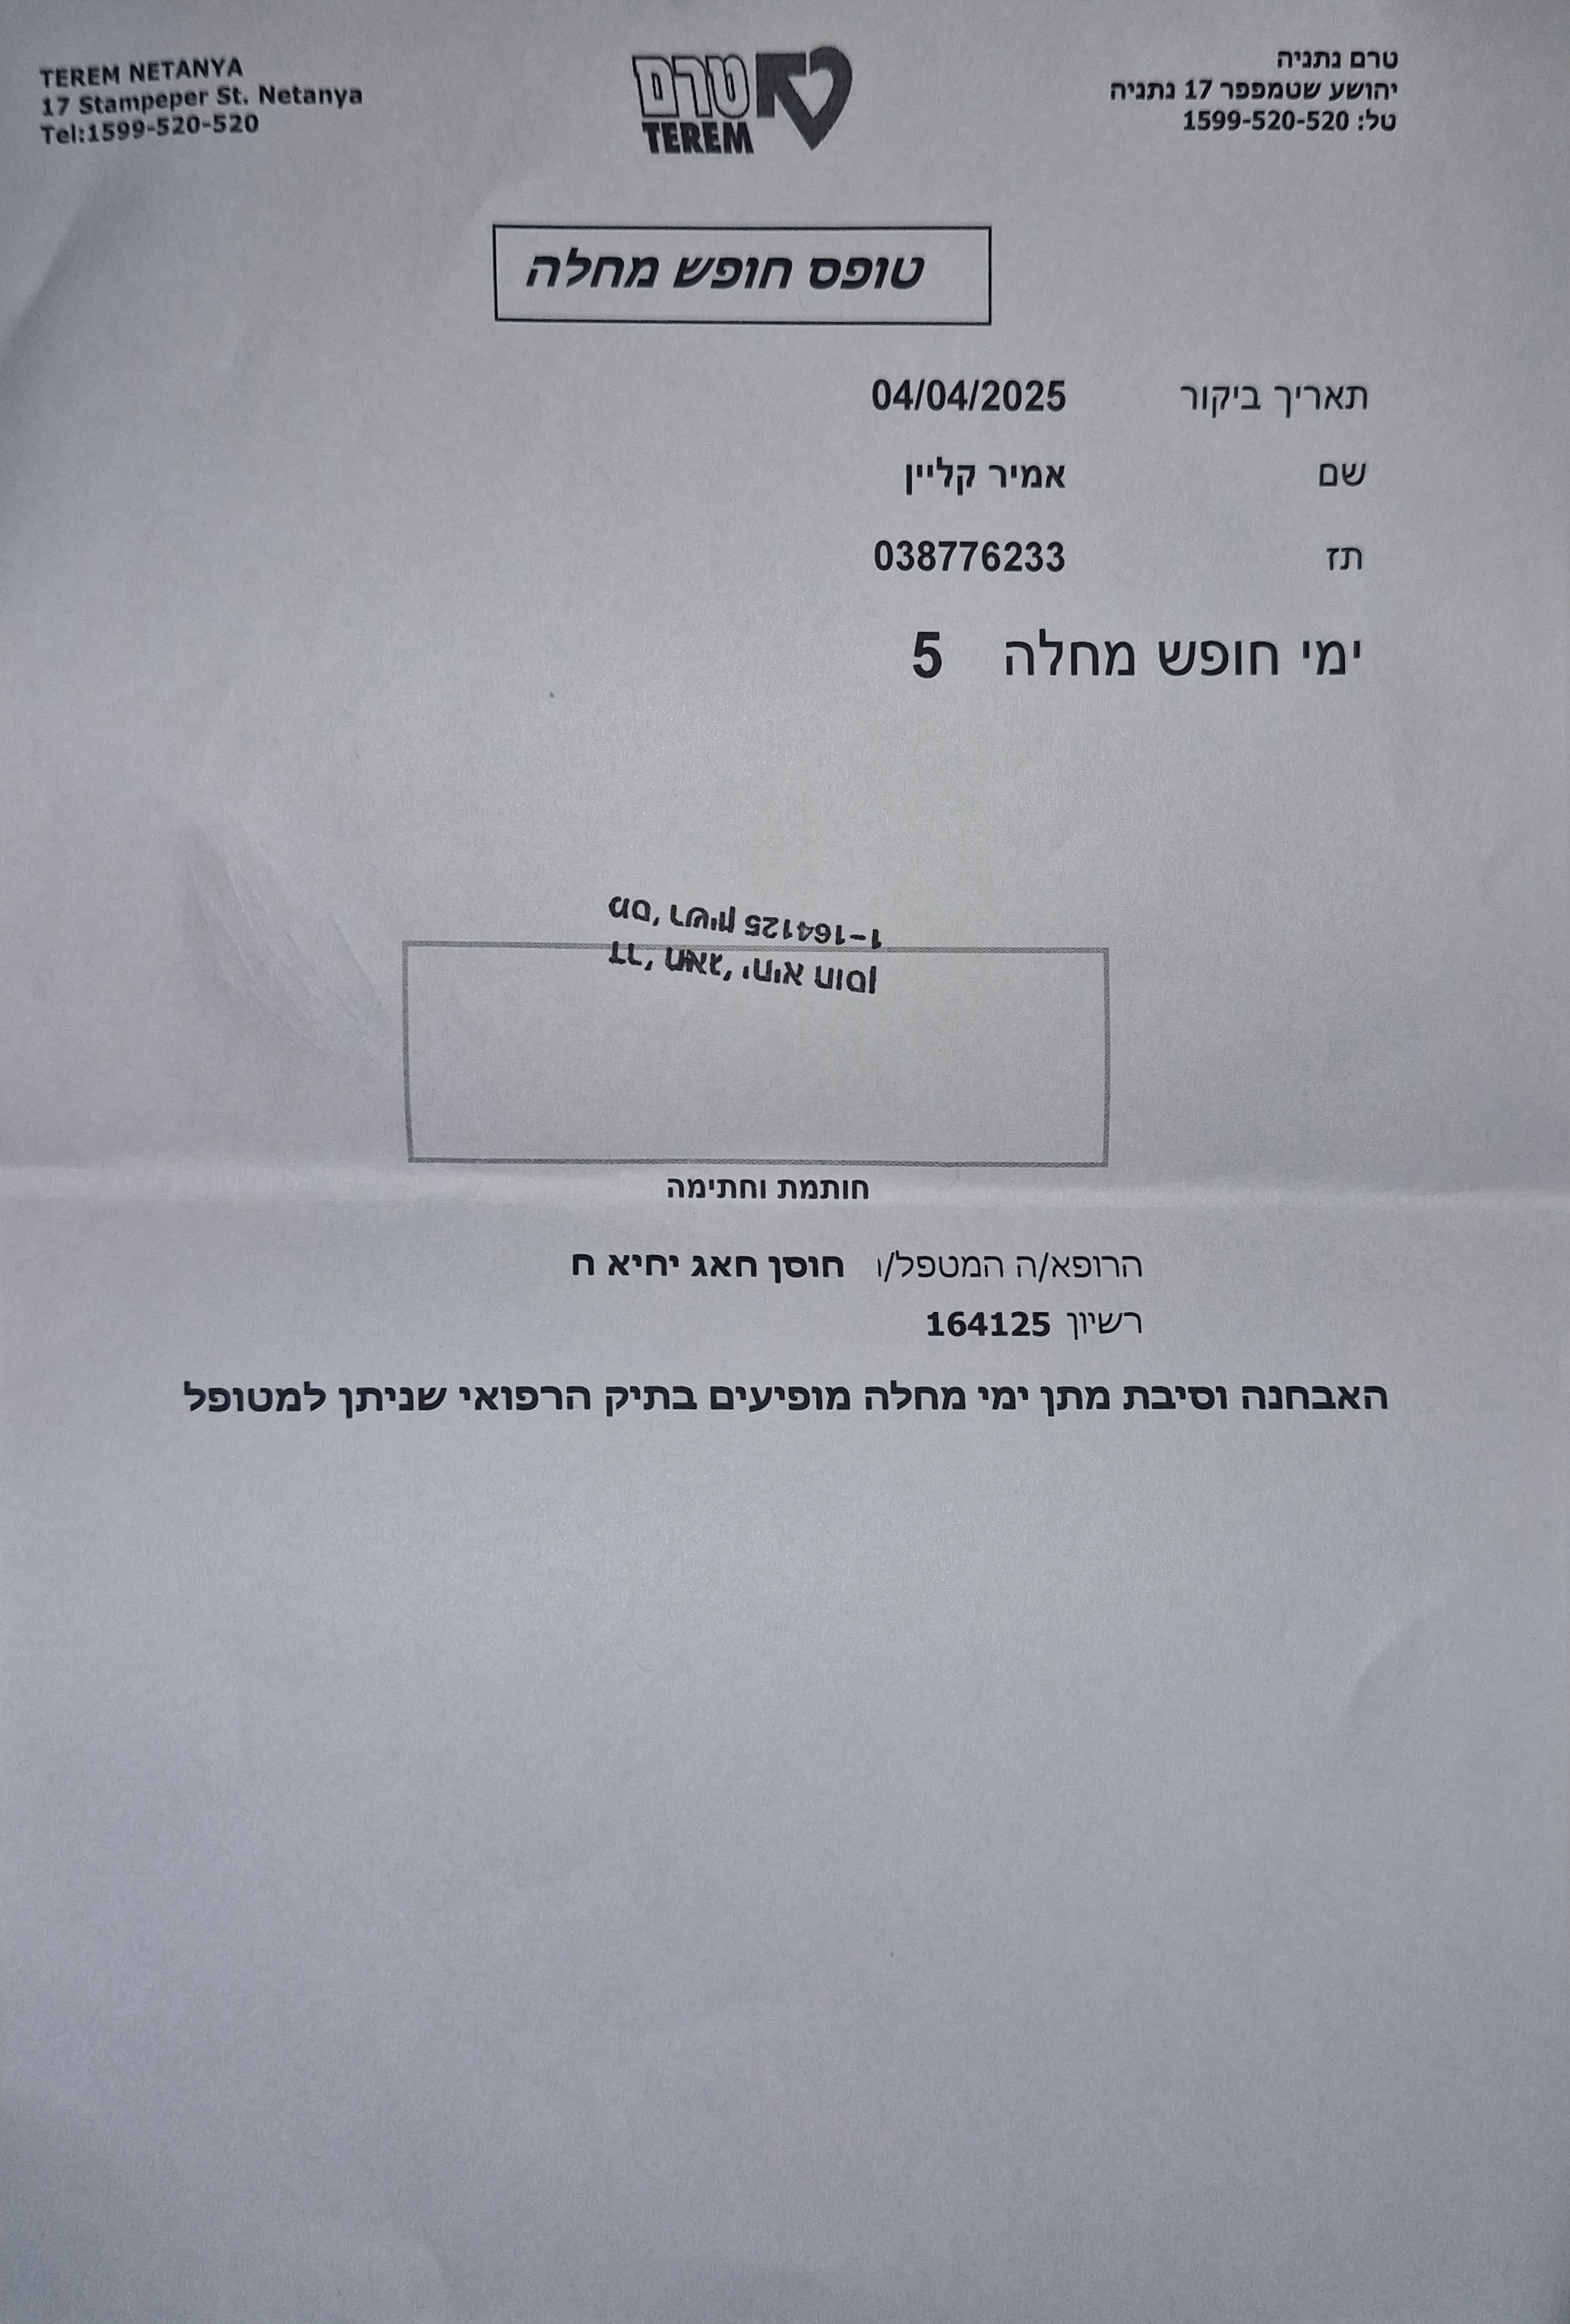 טרם נתניה
יהושע שטמפפר 17 נתניה
טל: 1599-520-520
טרם
TEREM
TEREM NETANYA
17 Stampeper St. Netanya
Tel:1599-520-520
טופס חופש מחלה
תאריך ביקור 04/04/2025
שם אמיר קליין
תז 038776233
ימי חופש מחלה 5
דר, חאג, יחיא חוסן
מס, רשיון 1-164125
חותמת וחתימה
הרופא/ה המטפל/ חוסן חאג יחיא ח
רשיון 164125
האבחנה וסיבת מתן ימי מחלה מופיעים בתיק הרפואי שניתן למטופל